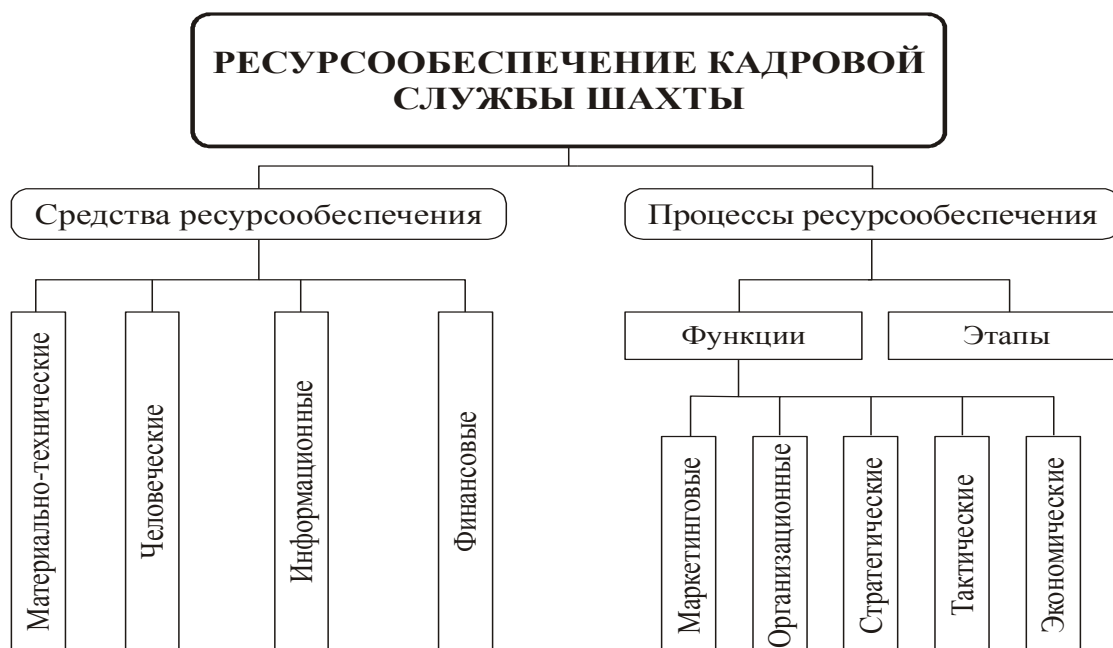 РЕСУРСООБЕСПЕЧЕНИЕ КАДРОВОЙ
СЛУЖБЫ ШАХТЫ
Средства ресурсообеспечения
Процессы ресурсообеспечения
Материально-технические
Человеческие
Информационные
Финансовые
Функции
Этапы
Маркетинговые
Организационные
Стратегические
Тактические
Экономические